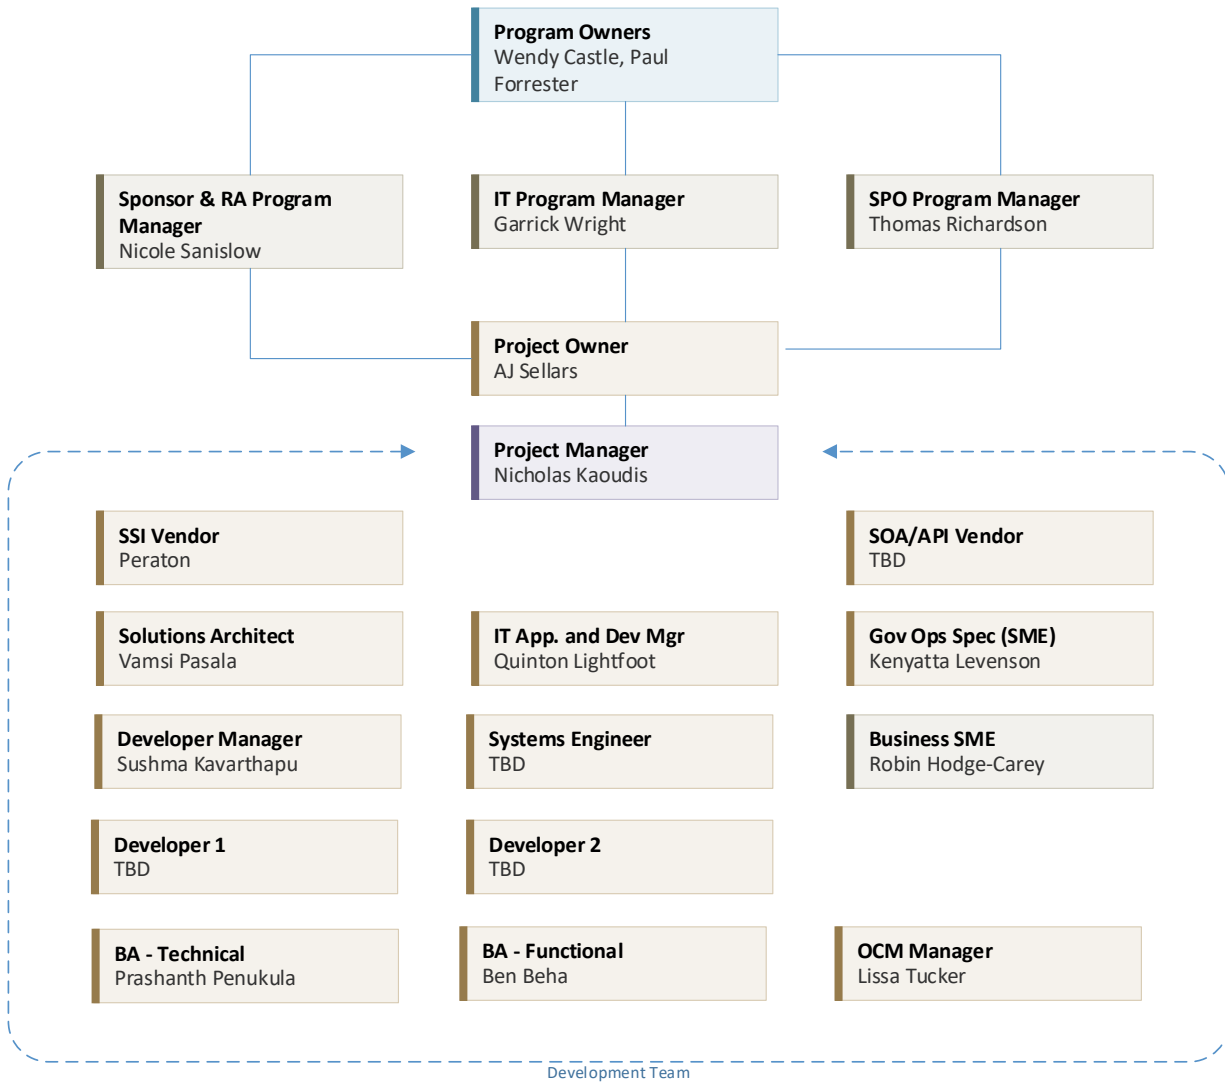 Program Owners
Wendy Castle, Paul
Forrester
Sponsor & RA Program
Manager
Nicole Sanislow
IT Program Manager
Garrick Wright
SPO Program Manager
Thomas Richardson
Project Owner
AJ Sellars
Project Manager
Nicholas Kaoudis
SSI Vendor
Peraton
SOA/API Vendor
TBD
Solutions Architect
Vamsi Pasala
IT App. and Dev Mgr
Quinton Lightfoot
Gov Ops Spec (SME)
Kenyatta Levenson
Developer Manager
Sushma Kavarthapu
Systems Engineer
TBD
Business SME
Robin Hodge-Carey
Developer 1
TBD
Developer 2
TBD
BA - Technical
Prashanth Penukula
BA - Functional
Ben Beha
OCM Manager
Lissa Tucker
Development Team